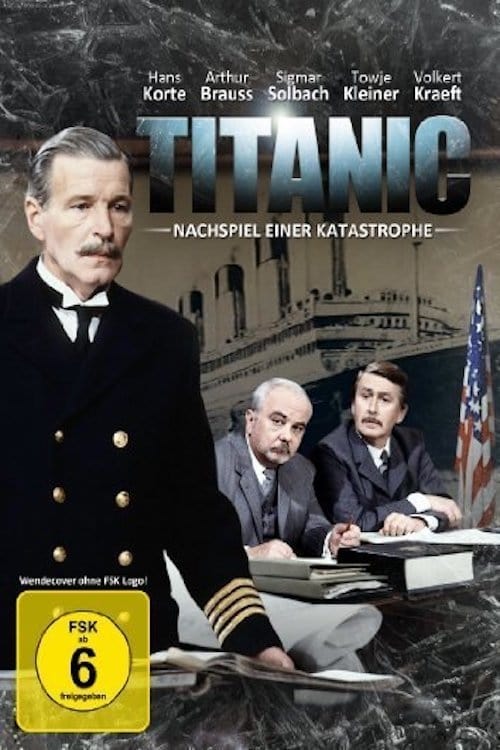 Hans Arthur Sigmar Towje Volkert
Korte Brauss Solbach Kleiner Kraeft
TITANIC
NACHSPIEL EINER KATASTROPHE
Wendecover ohne FSK Logo!
FSK
ab
6
freigegeben